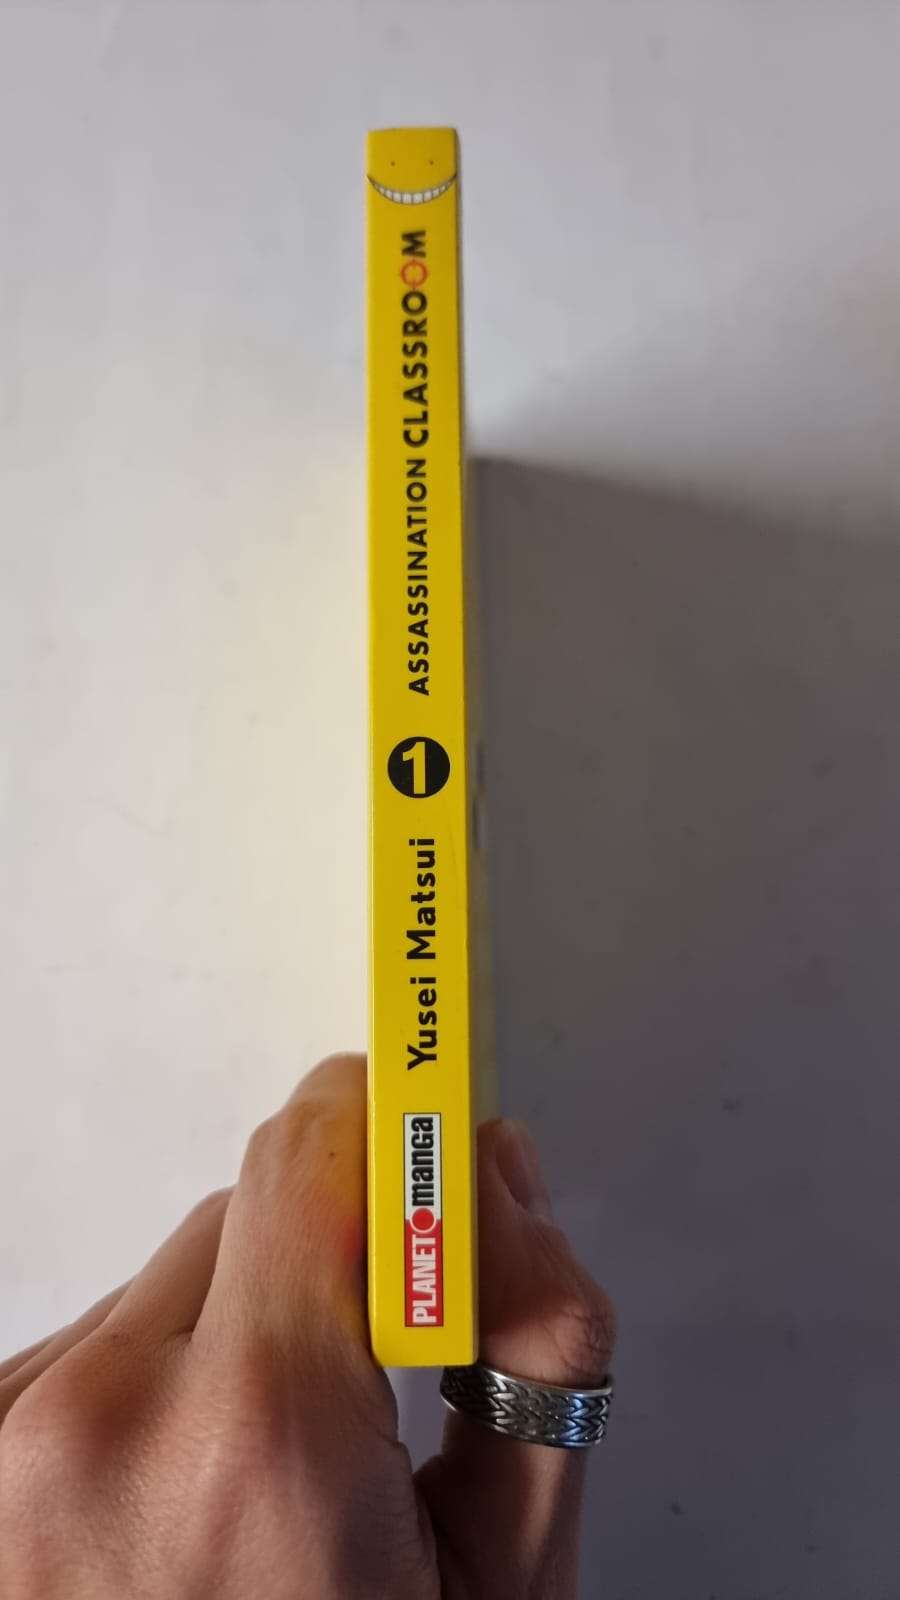 ASSASSINATION CLASSROOM
1
Yusei Matsui
PLANET manga